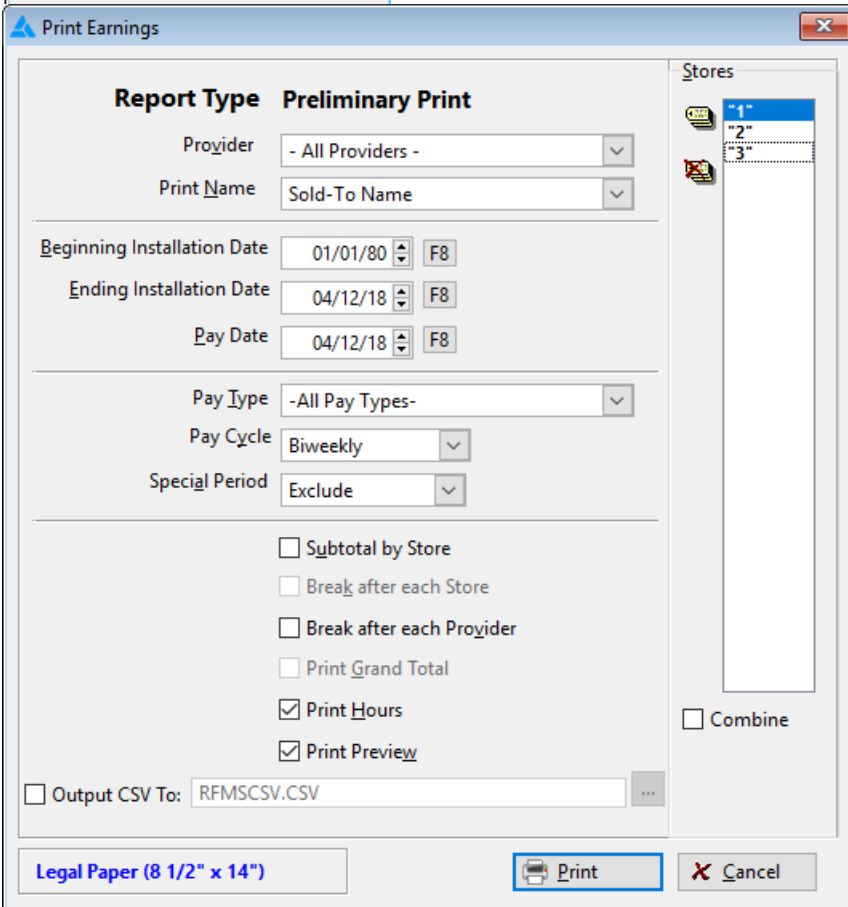 Print Earnings
Report Type Preliminary Print
Provider - All Providers -
Print Name Sold-To Name
Beginning Installation Date 01/01/80 F8
Ending Installation Date 04/12/18 F8
Pay Date 04/12/18 F8
Pay Type -All Pay Types-
Pay Cycle Biweekly
Special Period Exclude
Subtotal by Store
Break after each Store
Break after each Provider
Print Grand Total
Print Hours
Print Preview
Output CSV To: RFMSCSV.CSV ...
Stores
"1"
"2"
"3"
Combine
Legal Paper (8 1/2" x 14") Print Cancel